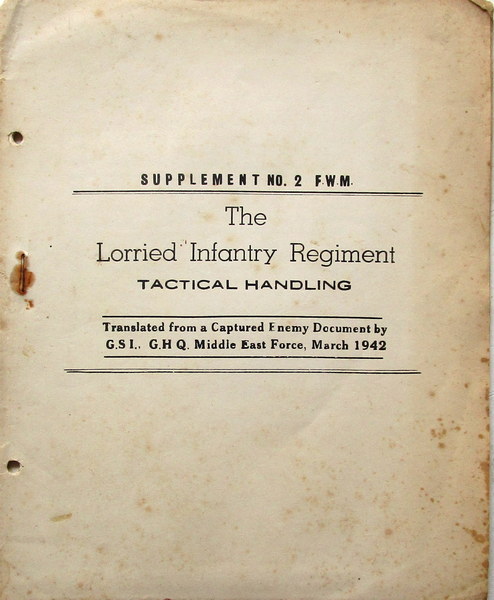 SUPPLEMENT NO. 2 F.W.M.
The
Lorried Infantry Regiment
TACTICAL HANDLING
Translated from a Captured Enemy Document by
G.S.I., G.H.Q. Middle East Force, March 1942